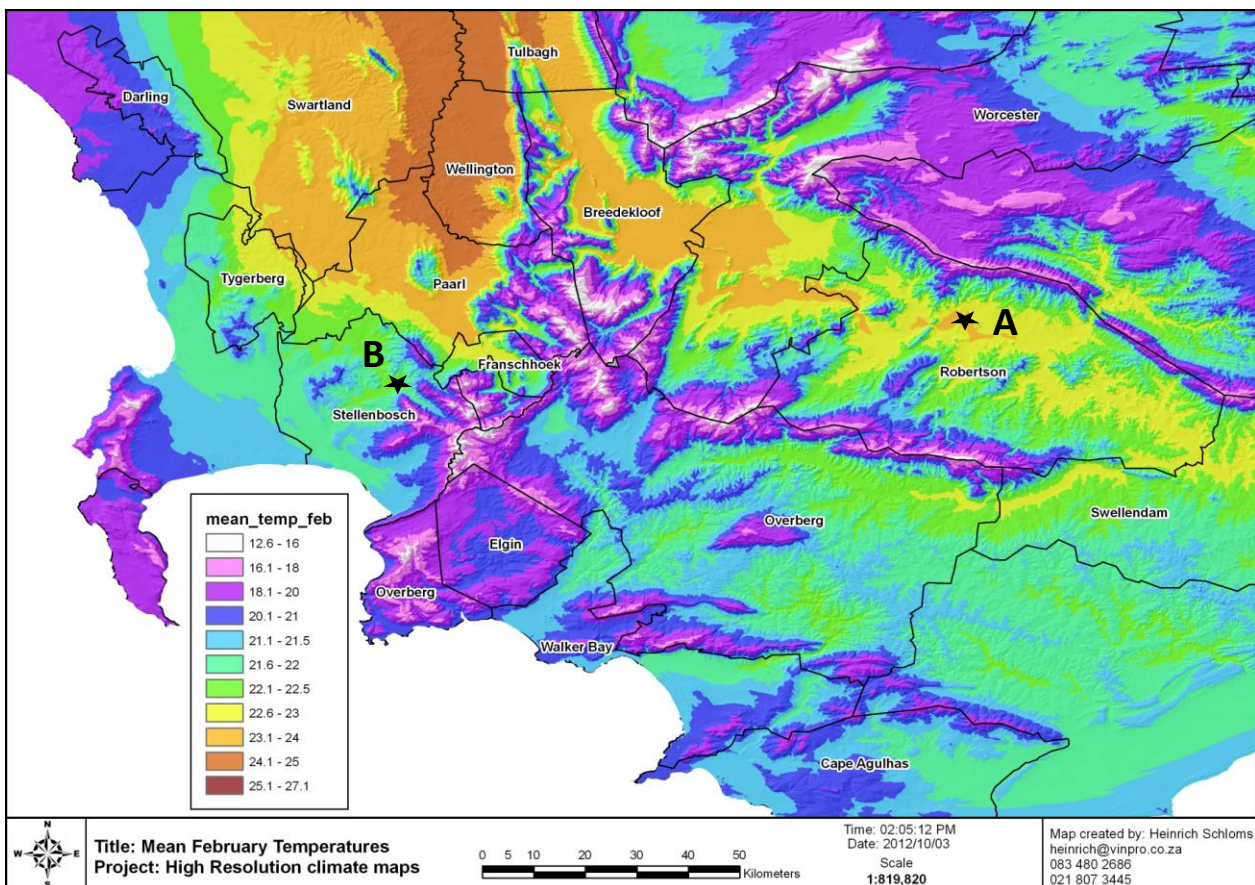 Tulbagh
Darling
Swartland
Worcester
Wellington
Breedekloof
Tygerberg
Paarl
A
B
Franschhoek
Robertson
Stellenbosch
mean_temp_feb
12.6 - 16
16.1 - 18
18.1 - 20
20.1 - 21
21.1 - 21.5
21.6 - 22
22.1 - 22.5
22.6 - 23
23.1 - 24
24.1 - 25
25.1 - 27.1
Overberg
Swellendam
Elgin
Overberg
Walker Bay
Cape Agulhas
N
W E
S
Title: Mean February Temperatures
Project: High Resolution climate maps
0 5 10 20 30 40 50
Kilometers
Time: 02:05:12 PM
Date: 2012/10/03
Scale
1:819,820
Map created by: Heinrich Schloms
heinrich@vinpro.co.za
083 480 2686
021 807 3445